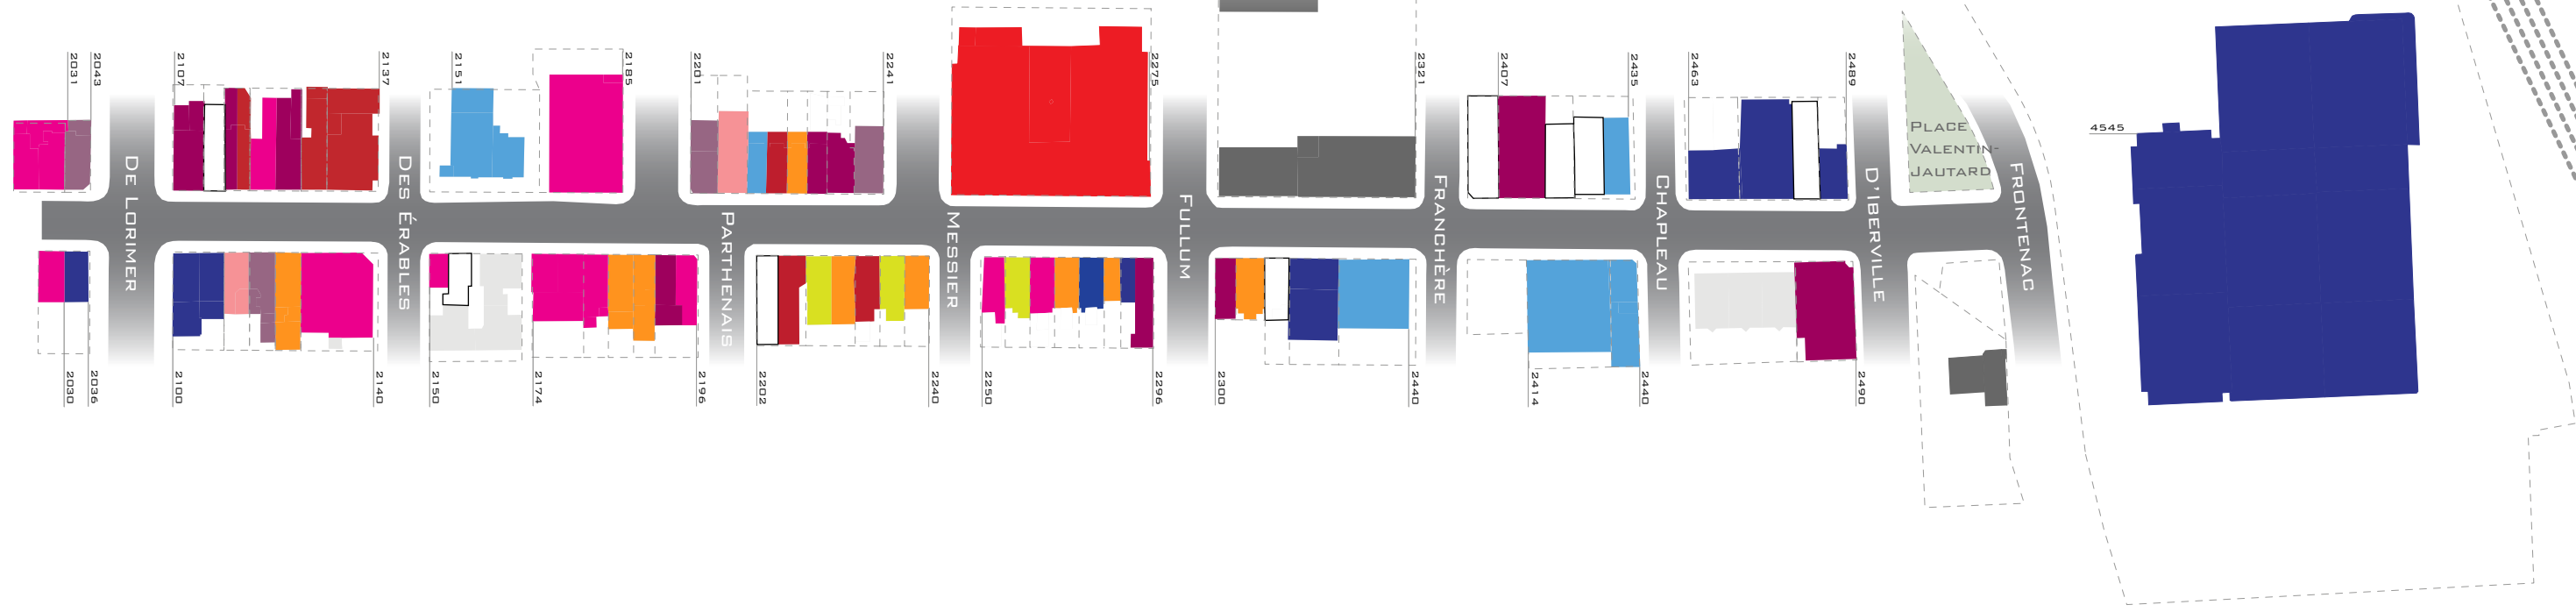 2031
2043
2107
2137
2151
2185
2201
2241
2275
2321
2407
2435
2463
2489
PLACE
VALENTIN-
JAUTARD
4545
DE LORIMER
DES ÉRABLES
PARTHENAIS
MESSIER
FULLUM
FRANCHÈRE
CHAPLEAU
D'IBERVILLE
FRONTENAC
2030
2036
2100
2140
2150
2174
2196
2202
2240
2250
2296
2300
2440
2414
2440
2490